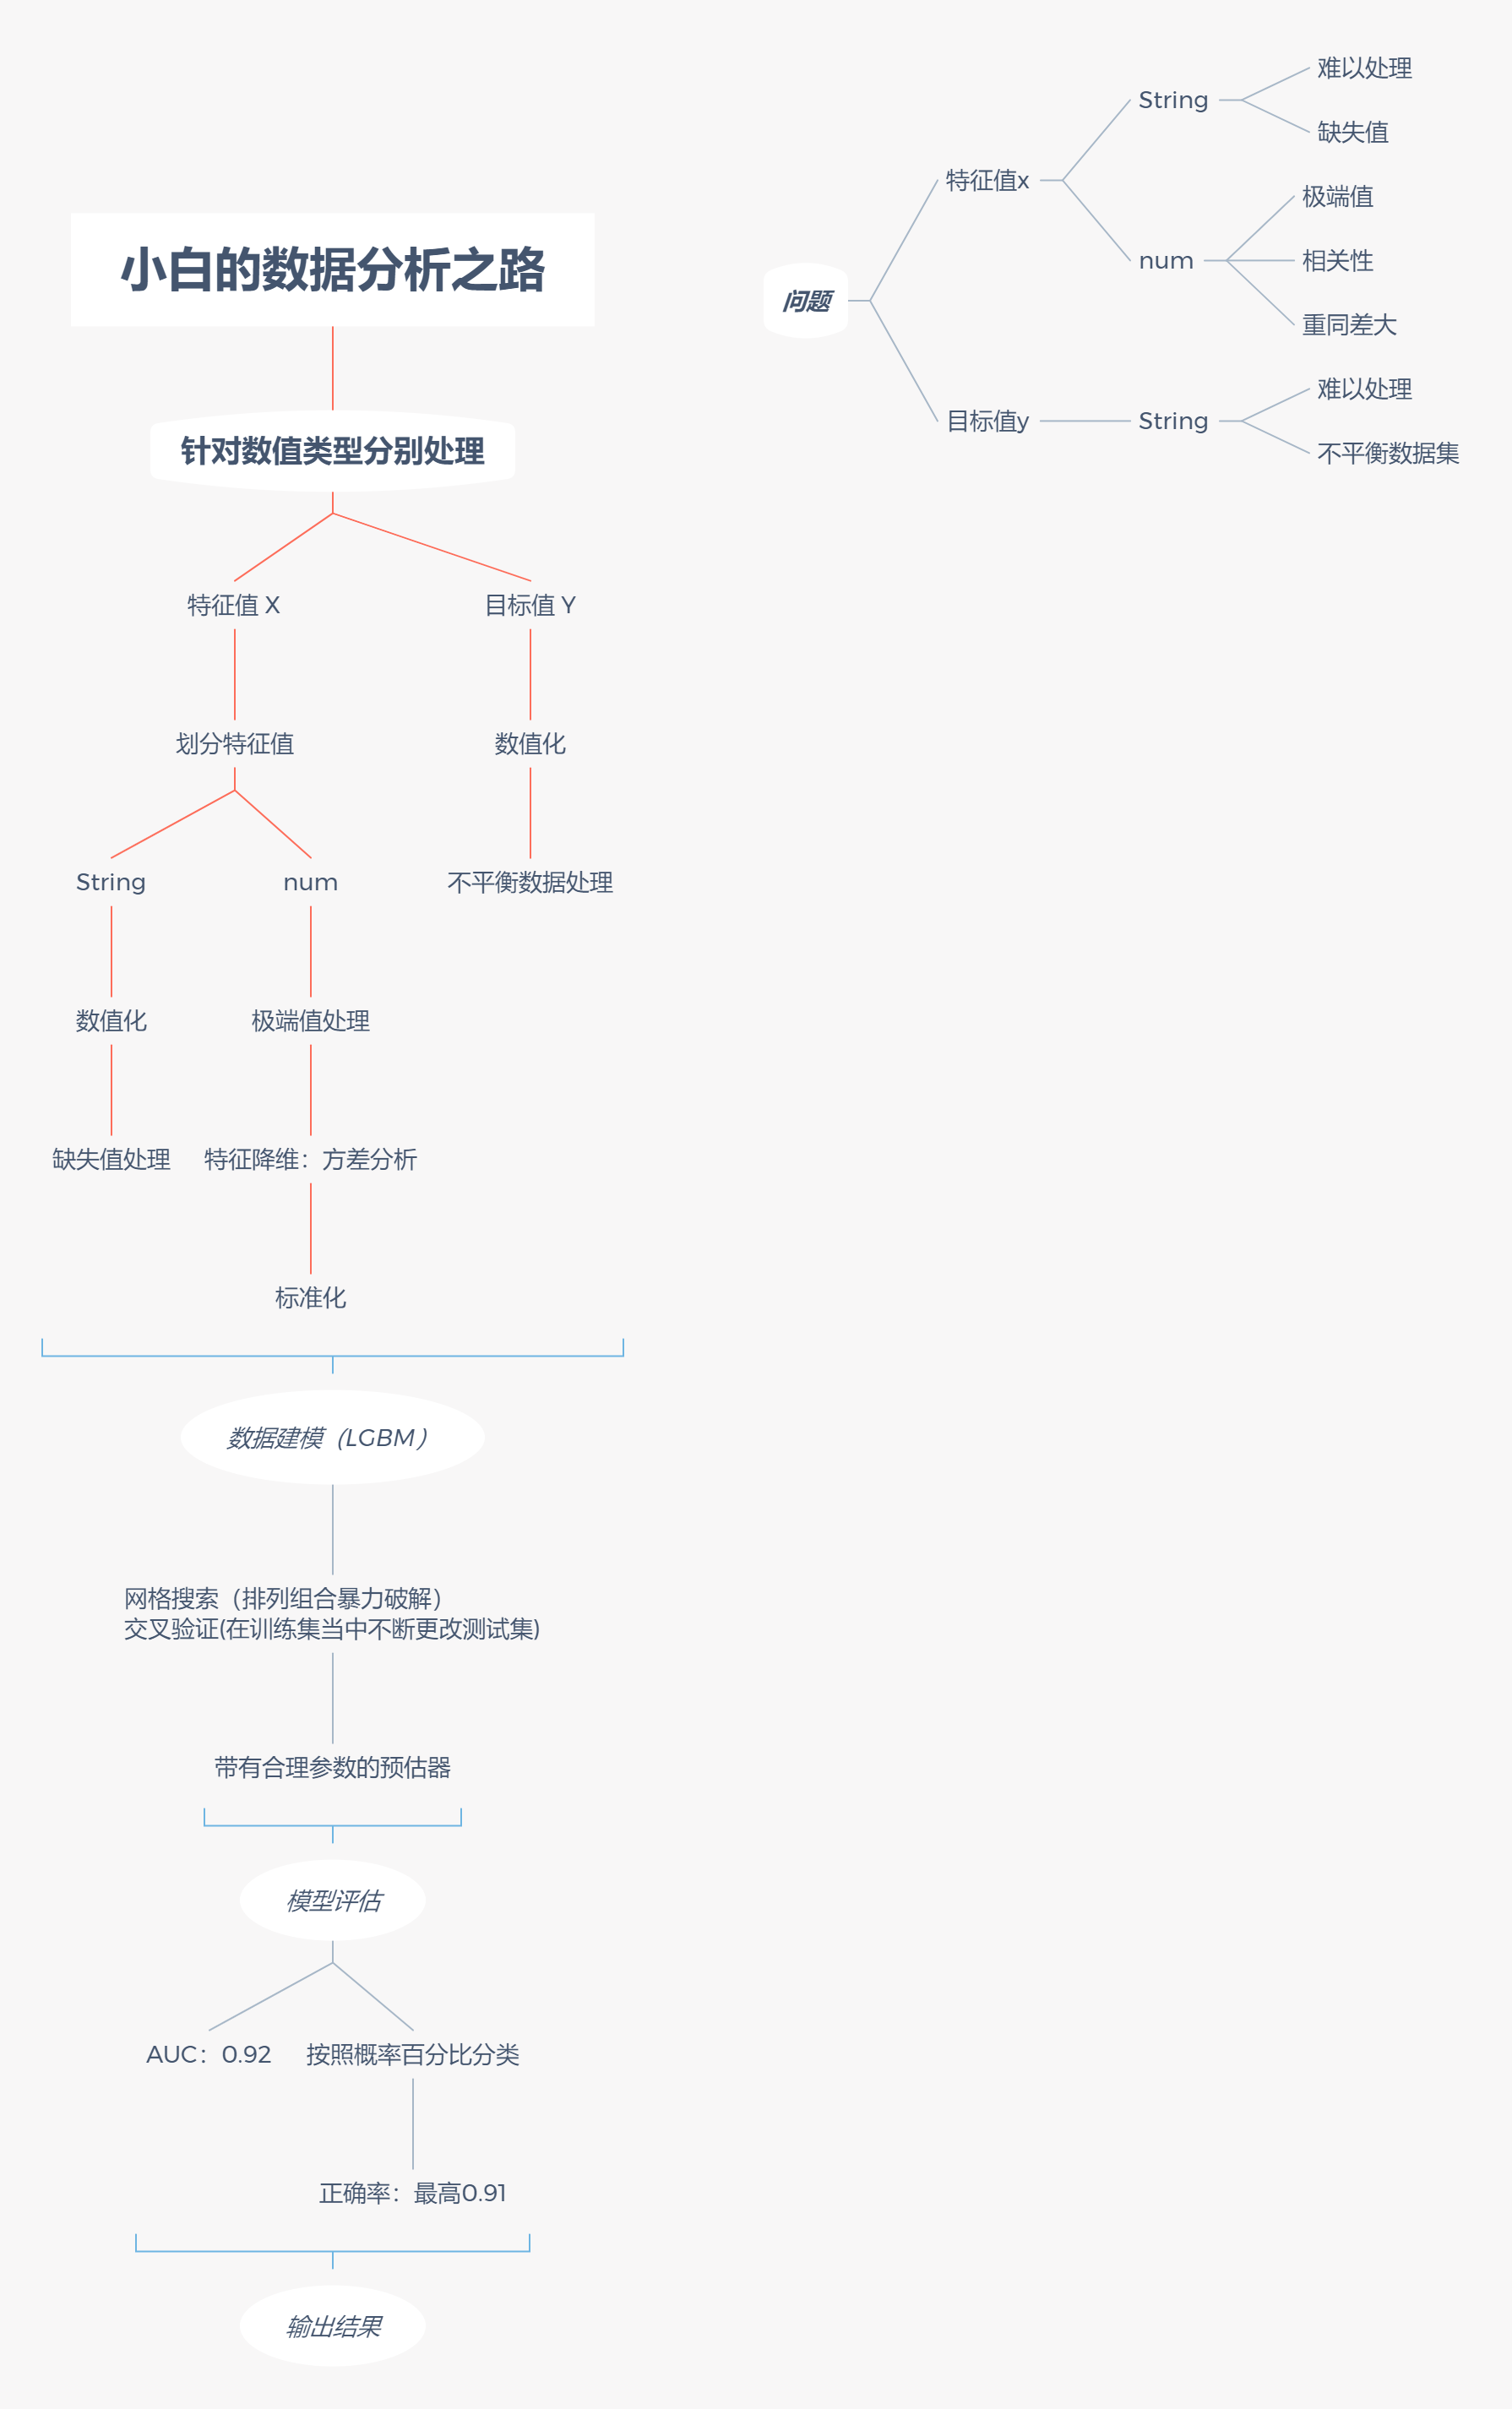 小白的数据分析之路
针对数值类型分别处理
特征值 X
目标值 Y
划分特征值
数值化
String
num
不平衡数据处理
数值化
极端值处理
缺失值处理
特征降维：方差分析
标准化
数据建模（LGBM）
网格搜索（排列组合暴力破解）
交叉验证(在训练集当中不断更改测试集)
带有合理参数的预估器
模型评估
AUC：0.92
按照概率百分比分类
正确率：最高0.91
输出结果
问题
特征值x
String
难以处理
缺失值
num
极端值
相关性
重同差大
目标值y
String
难以处理
不平衡数据集